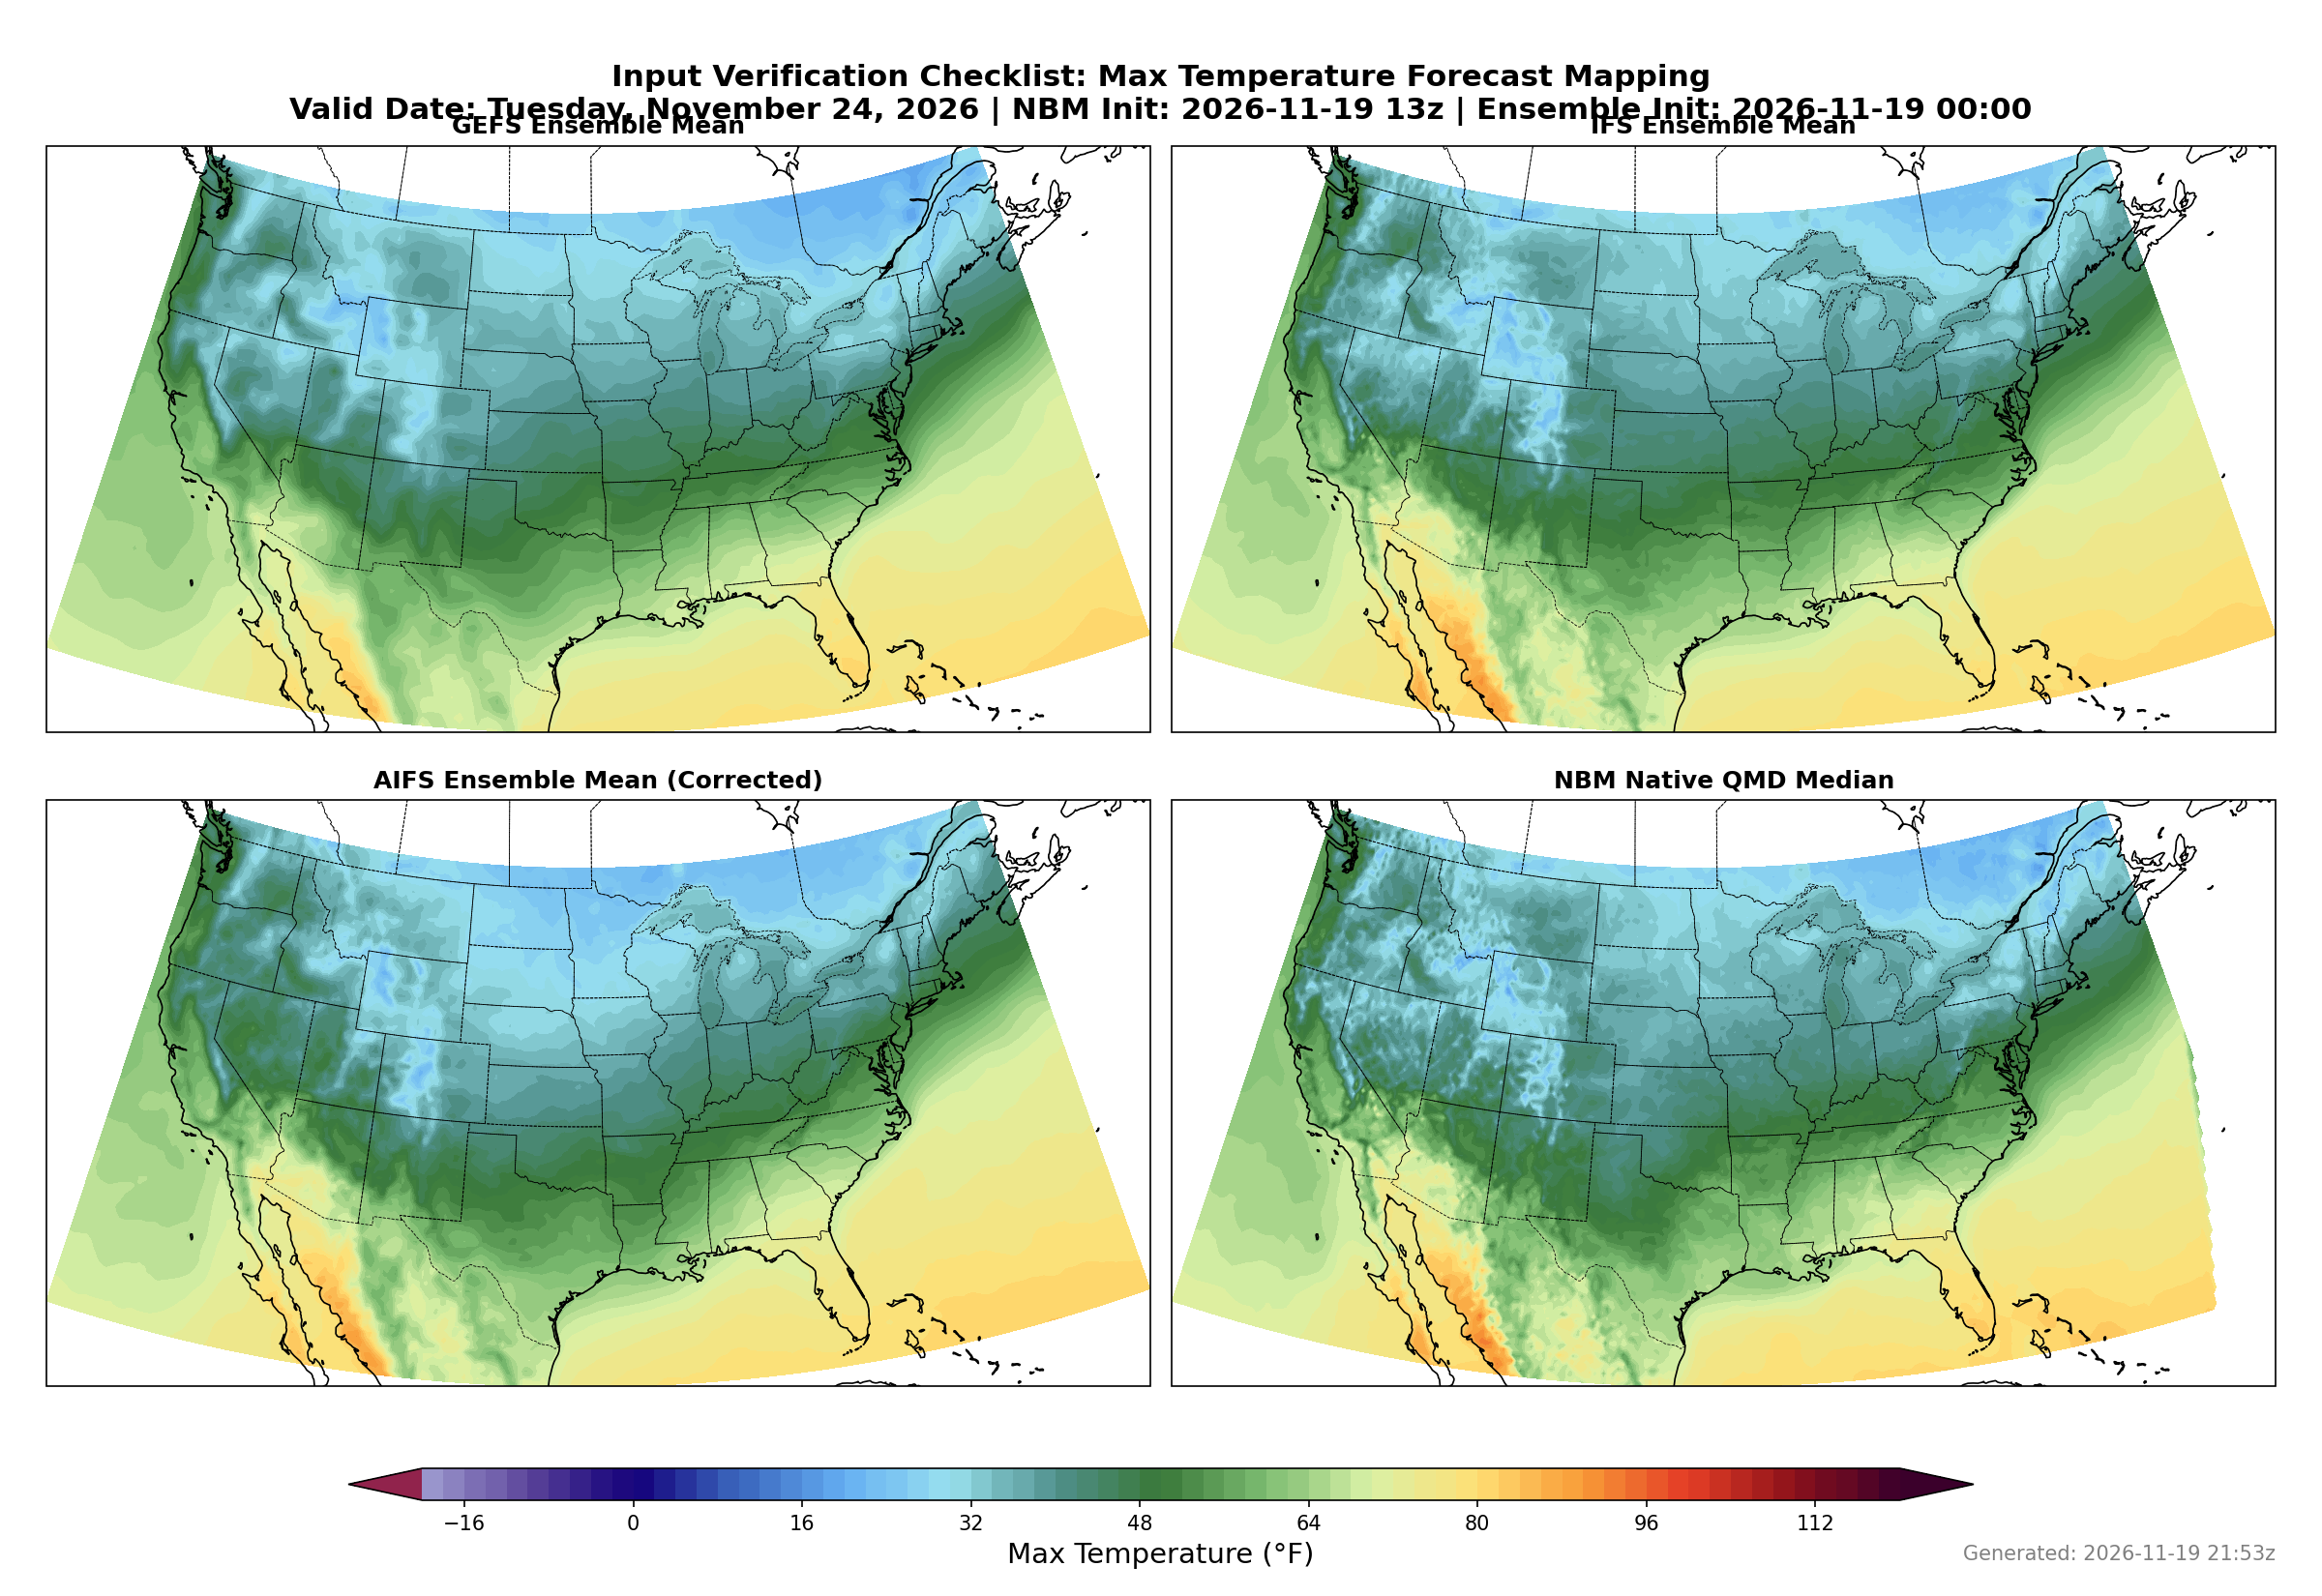 Input Verification Checklist: Max Temperature Forecast Mapping
Valid Date: Tuesday, November 24, 2026 | NBM Init: 2026-11-19 13z | Ensemble Init: 2026-11-19 00:00
GEFS Ensemble Mean
IFS Ensemble Mean
AIFS Ensemble Mean (Corrected)
NBM Native QMD Median
−16 0 16 32 48 64 80 96 112
Max Temperature (°F)
Generated: 2026-11-19 21:53z